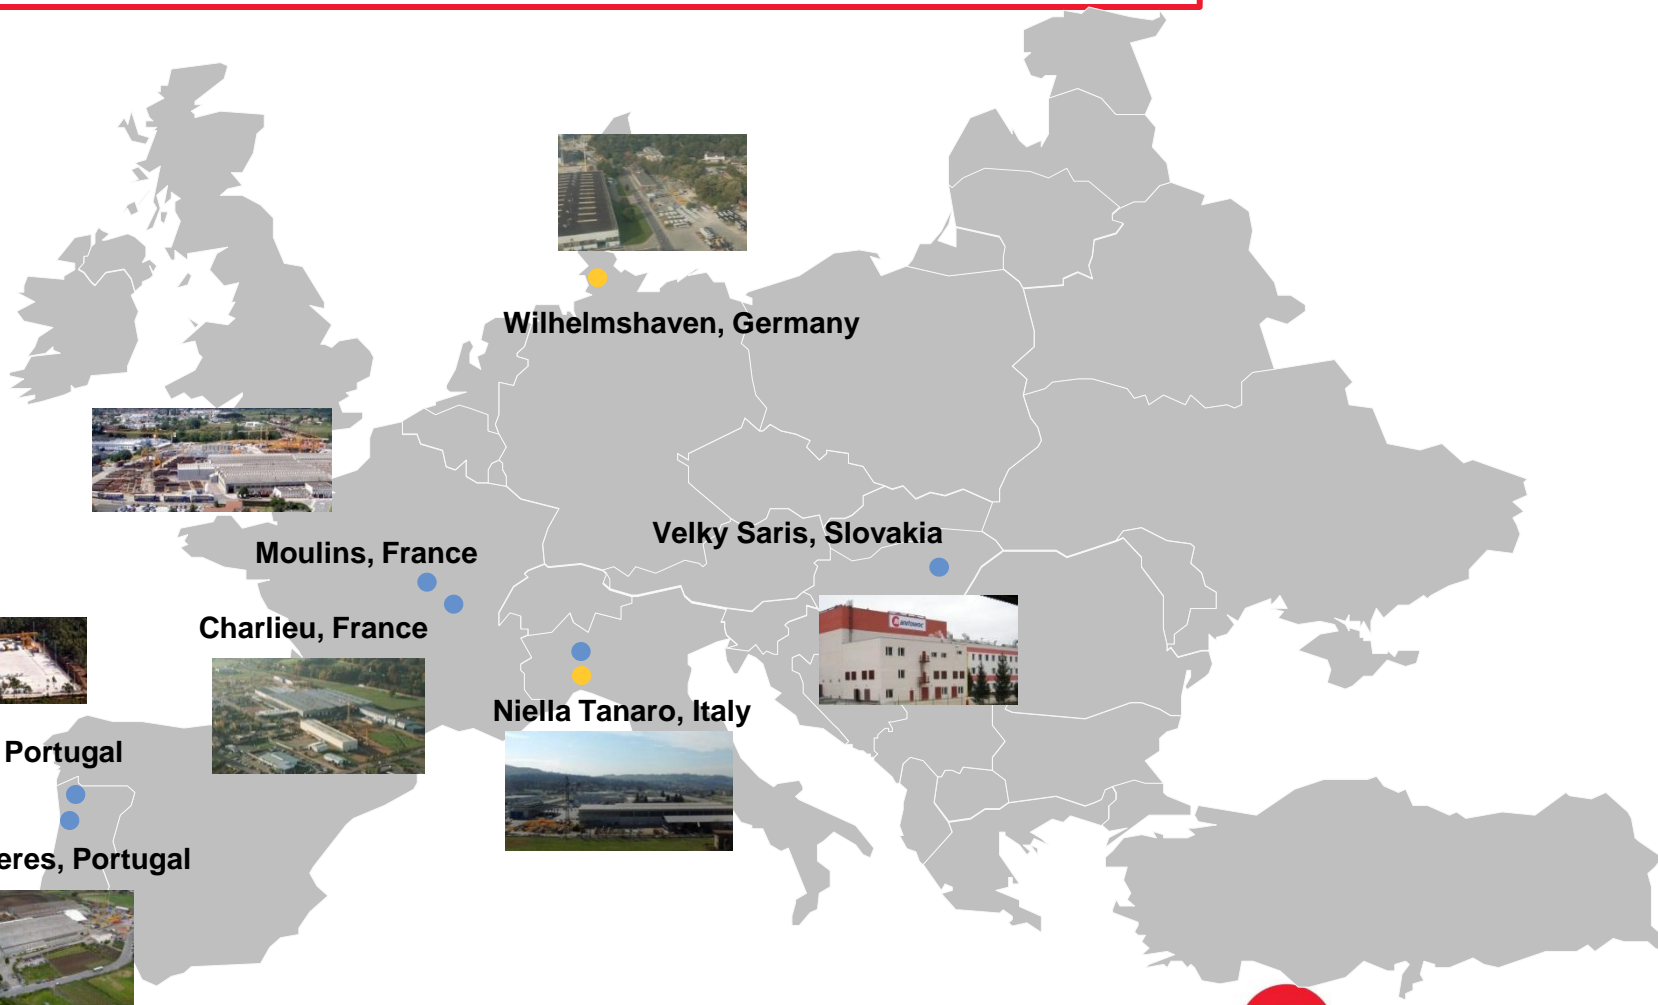 Wilhelmshaven, Germany
Velky Saris, Slovakia
Moulins, France
Charlieu, France
Niella Tanaro, Italy
Portugal
eres, Portugal